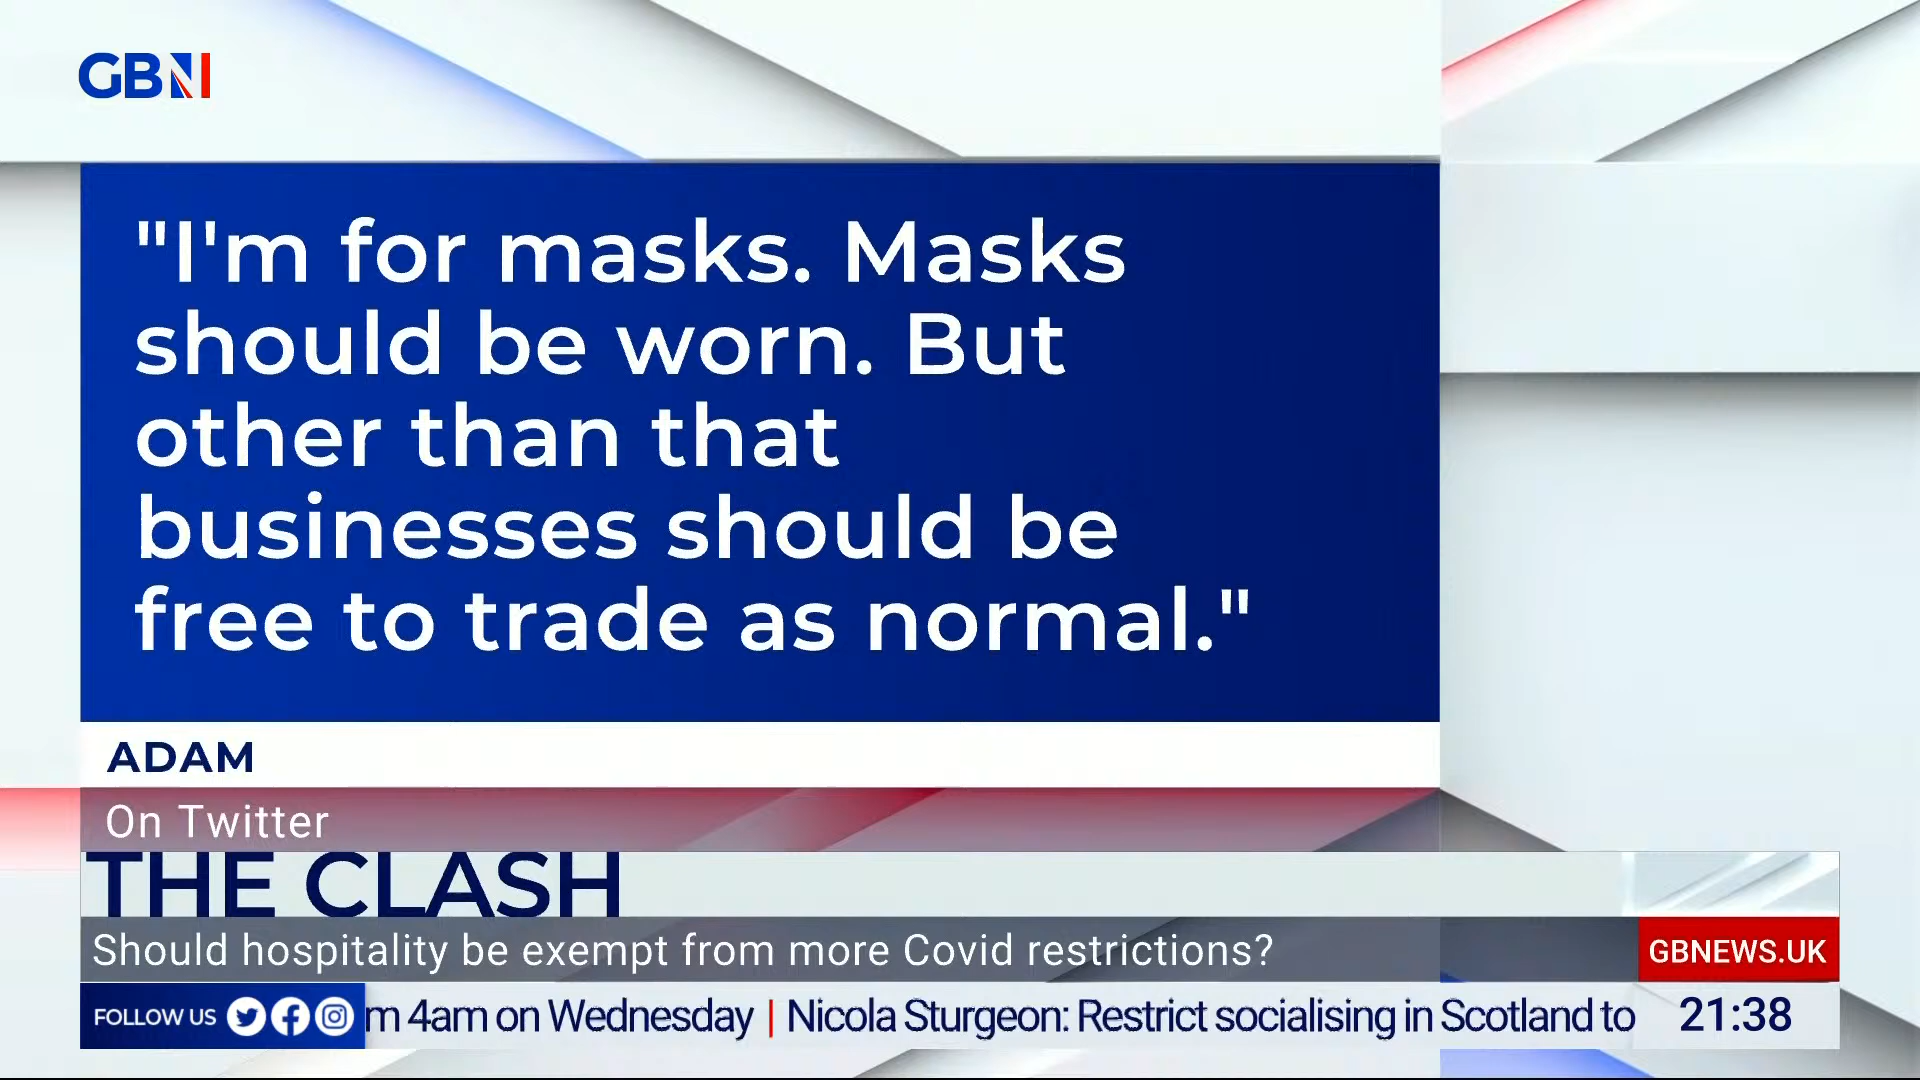 GBN
"I'm for masks. Masks
should be worn. But
other than that
businesses should be
free to trade as normal."
ADAM
On Twitter
THE CLASH
Should hospitality be exempt from more Covid restrictions?
GBNEWS.UK
FOLLOW US
m 4am on Wednesday | Nicola Sturgeon: Restrict socialising in Scotland to
21:38